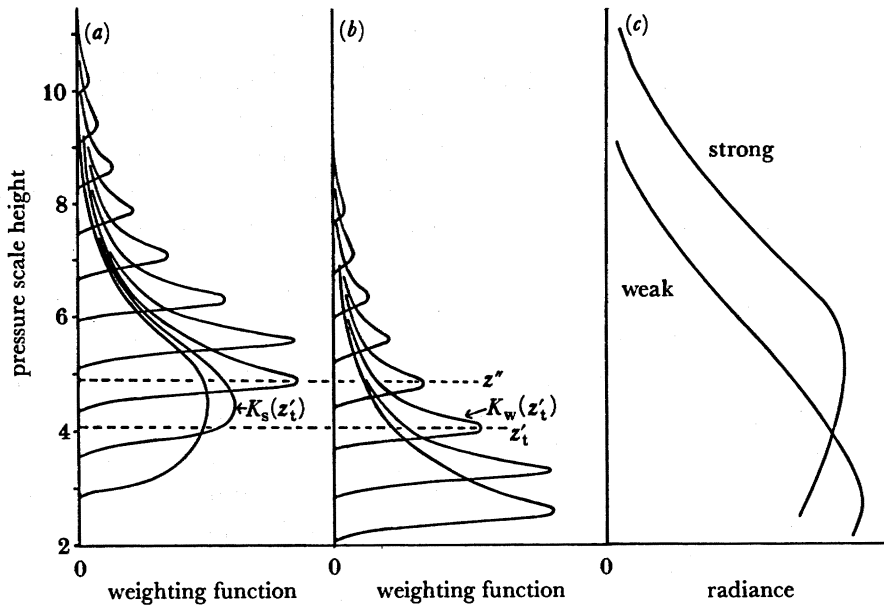 (a)
(b)
(c)
pressure scale height
10
8
6
4
2
strong
weak
z″
K_s(z′_t)
K_w(z′_t)
z′_t
0
0
0
weighting function
weighting function
radiance